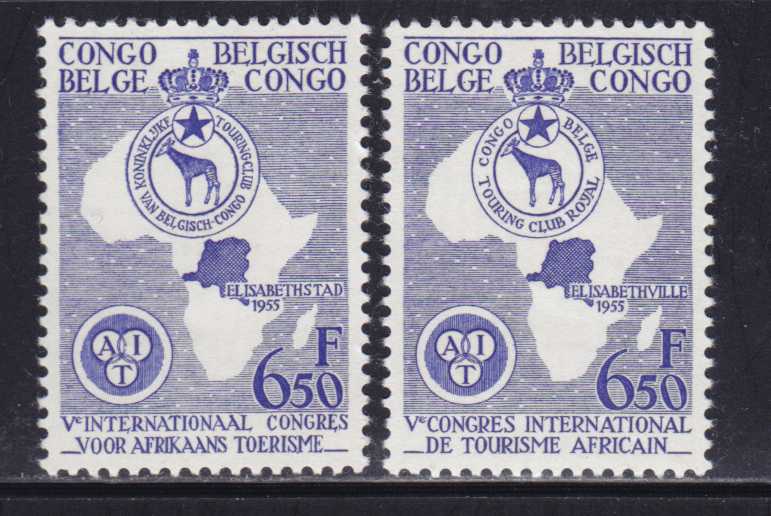 CONGO BELGISCH
BELGE CONGO
KONINKLIJKE TOURINGCLUB
VAN BELGISCH-CONGO
ELISABETHSTAD
1955
A I T
F
6.50
Ve INTERNATIONAAL CONGRES
VOOR AFRIKAANS TOERISME
CONGO BELGISCH
BELGE CONGO
CONGO BELGE
TOURING CLUB ROYAL
ELISABETHVILLE
1955
A I T
F
6.50
Ve CONGRES INTERNATIONAL
DE TOURISME AFRICAIN